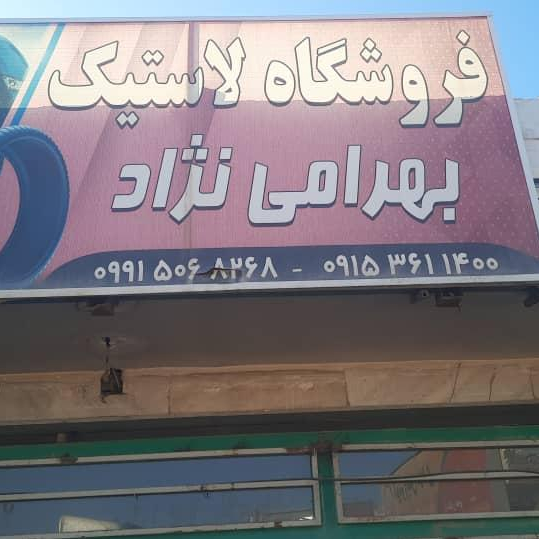 فروشگاه لاستیک
بهرامی نژاد
۰۹۹۱ ۵۰۶ ۸۲۶۸ - ۰۹۱۵ ۳۶۱ ۱۴۰۰